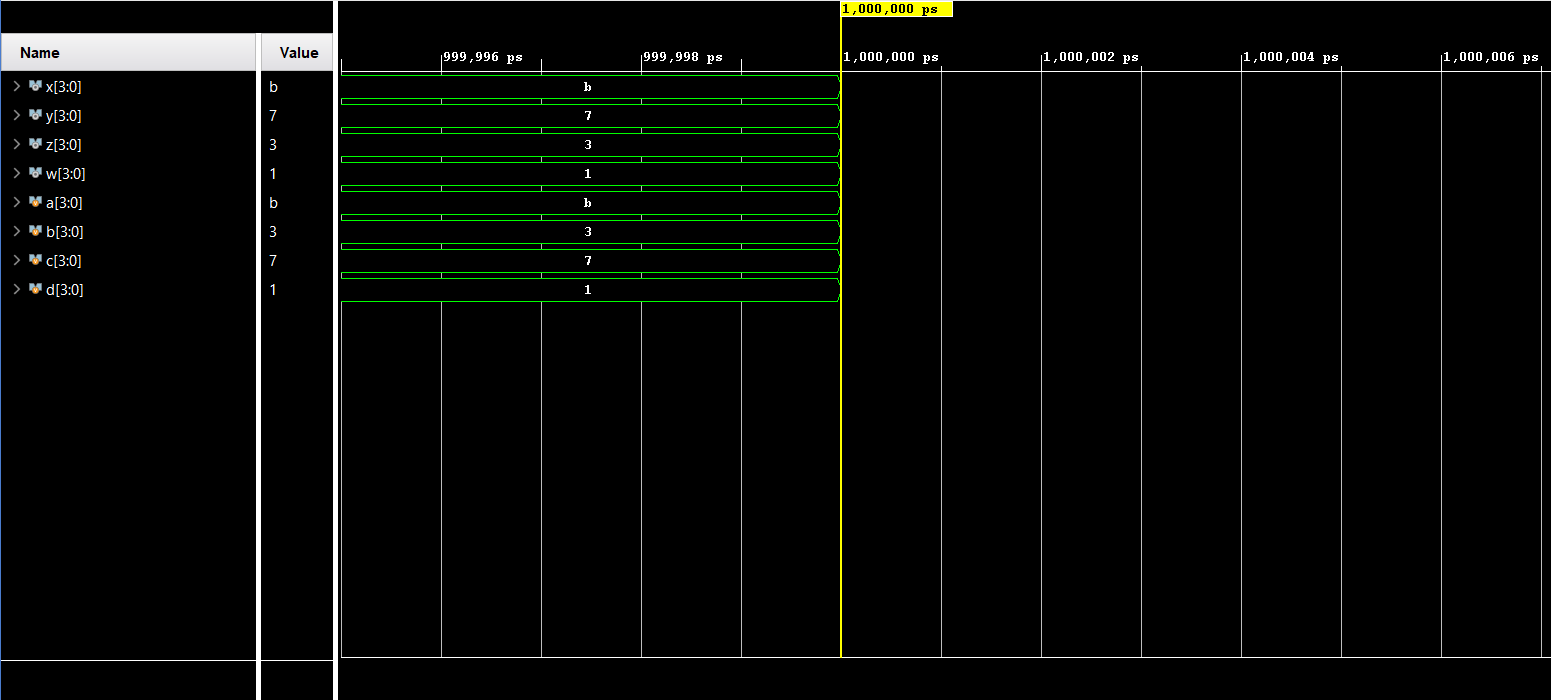 1,000,000 ps
Name Value
999,996 ps 999,998 ps 1,000,000 ps 1,000,002 ps 1,000,004 ps 1,000,006 ps
x[3:0] b b
y[3:0] 7 7
z[3:0] 3 3
w[3:0] 1 1
a[3:0] b b
b[3:0] 3 3
c[3:0] 7 7
d[3:0] 1 1